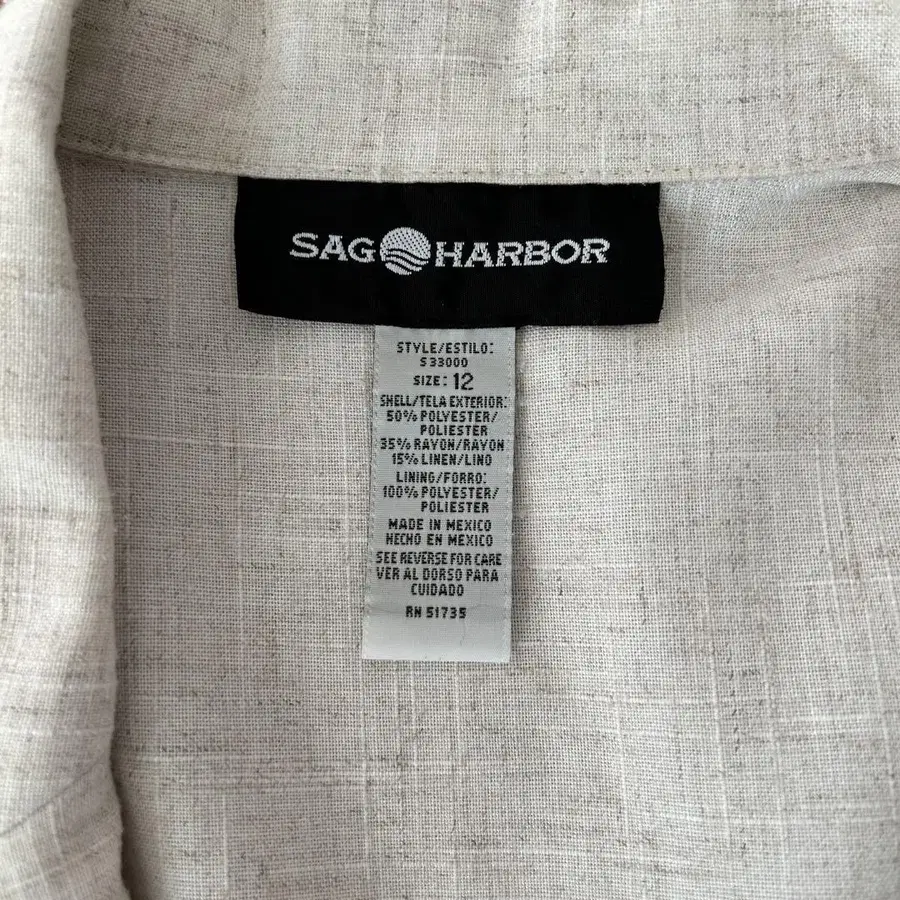 SAG HARBOR
STYLE/ESTILO:
S33000
SIZE: 12
SHELL/TELA EXTERIOR:
50% POLYESTER/
POLIESTER
35% RAYON/RAYON
15% LINEN/LINO
LINING/FORRO:
100% POLYESTER/
POLIESTER
MADE IN MEXICO
HECHO EN MEXICO
SEE REVERSE FOR CARE
VER AL DORSO PARA
CUIDADO
RN 51735